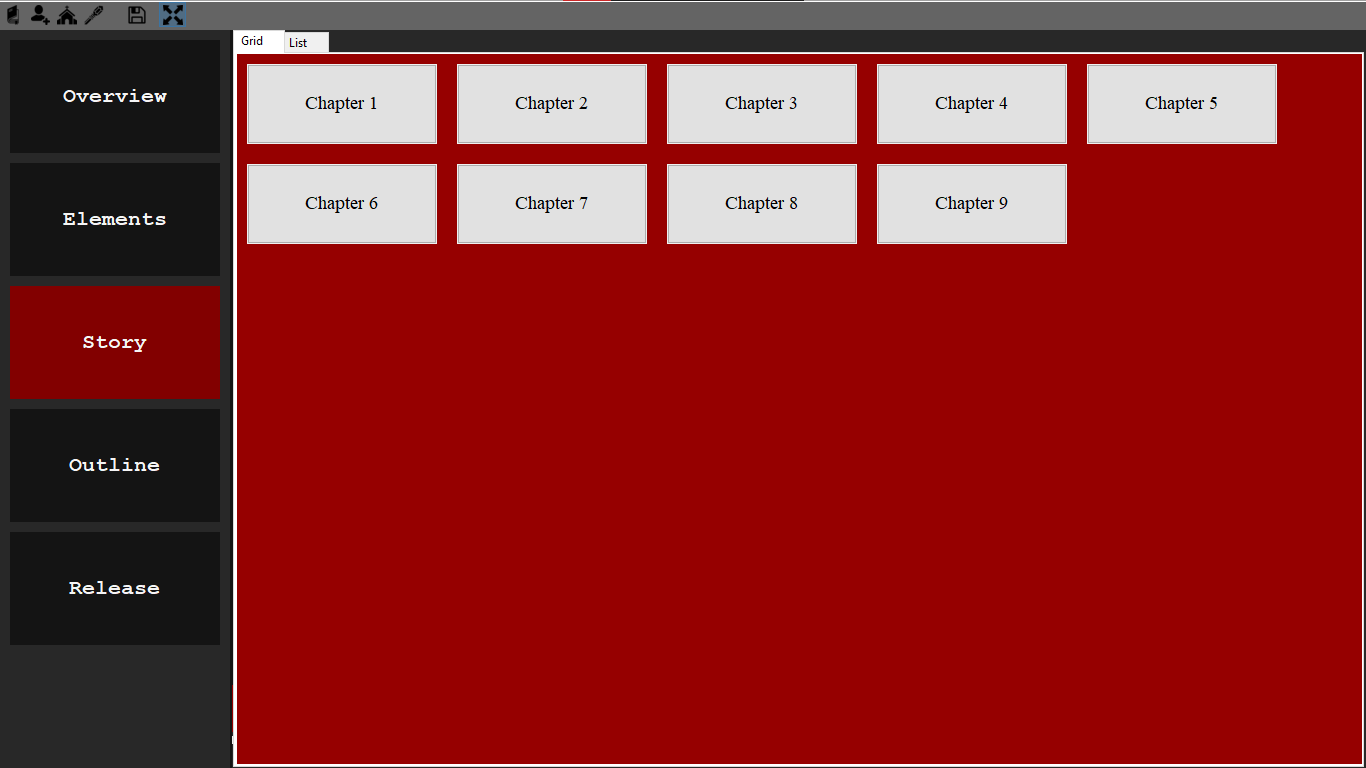 Grid List
Overview
Elements
Story
Outline
Release
Chapter 1 Chapter 2 Chapter 3 Chapter 4 Chapter 5
Chapter 6 Chapter 7 Chapter 8 Chapter 9